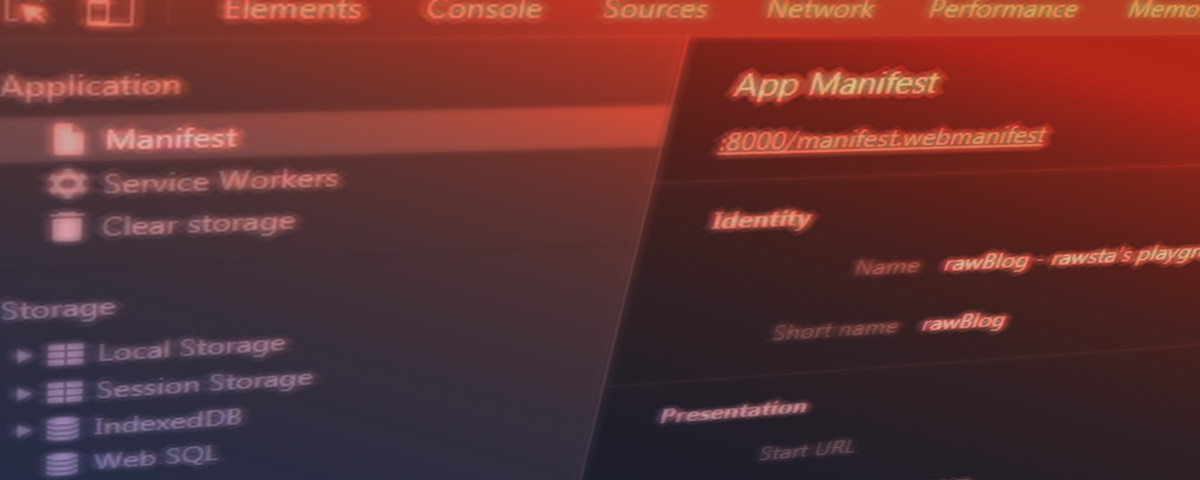 Elements Console Sources Network Performance Memo
Application
Manifest
Service Workers
Clear storage
Storage
Local Storage
Session Storage
IndexedDB
Web SQL
App Manifest
:8000/manifest.webmanifest
Identity
Name rawBlog - rawsta's playgr
Short name rawBlog
Presentation
Start URL